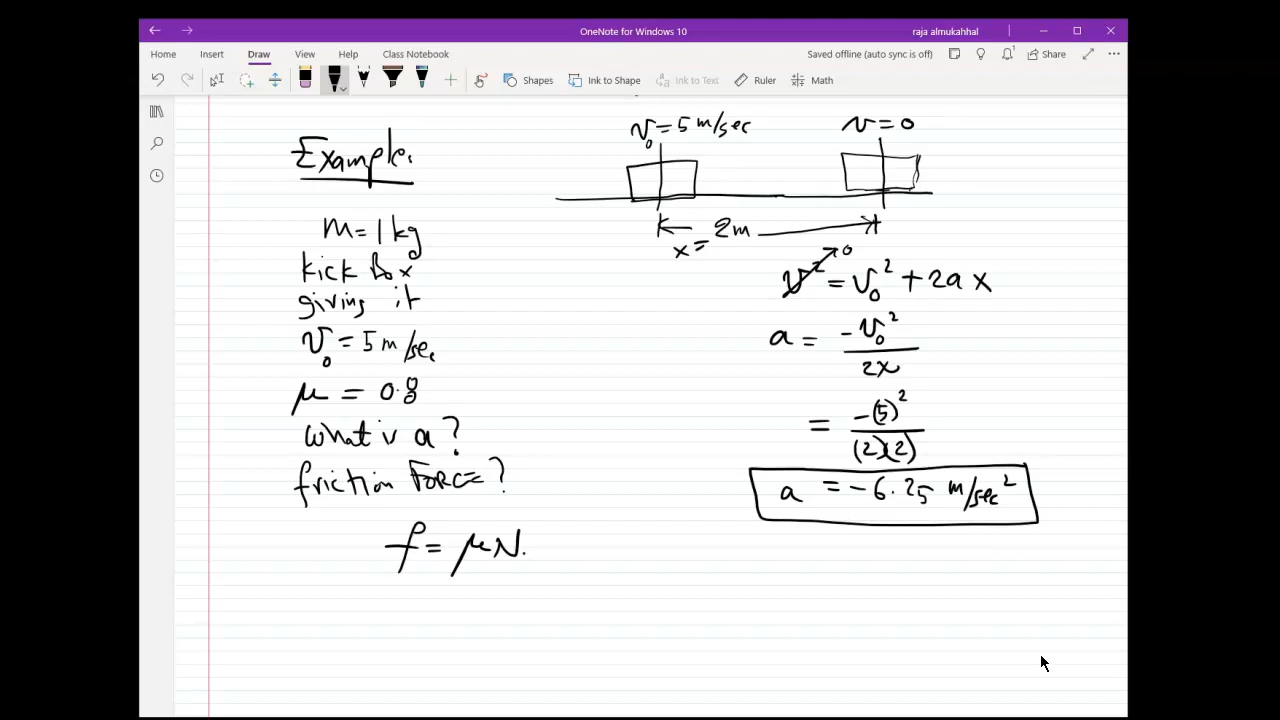 OneNote for Windows 10
raja almukahhal
Home Insert Draw View Help Class Notebook
Saved offline (auto sync is off)
Share
Shapes Ink to Shape Ink to Text Ruler Math
Example.
m = 1 kg
kick Box
giving it
v₀ = 5 m/sec
μ = 0.8
what is a?
friction FORCE?
f = μN.
v₀ = 5 m/sec
v = 0
x = 2m
v² → 0 = v₀² + 2a x
a = -v₀² / 2x
= -(5)² / (2)(2)
a = -6.25 m/sec²